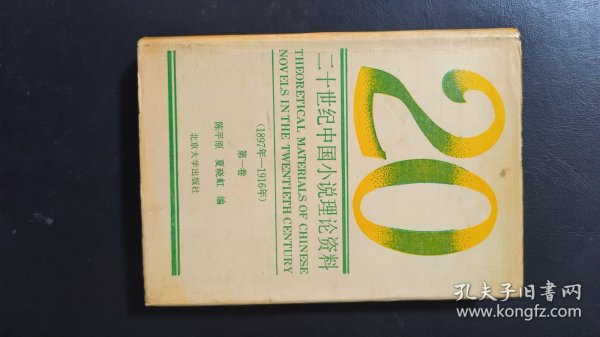 20
二十世纪中国小说理论资料
THEORETICAL MATERIALS OF CHINESE
NOVELS IN THE TWENTIETH CENTURY
(1897年—1916年)
第一卷
陈平原 夏晓虹 编
北京大学出版社
孔夫子旧书网
www.kongfz.com